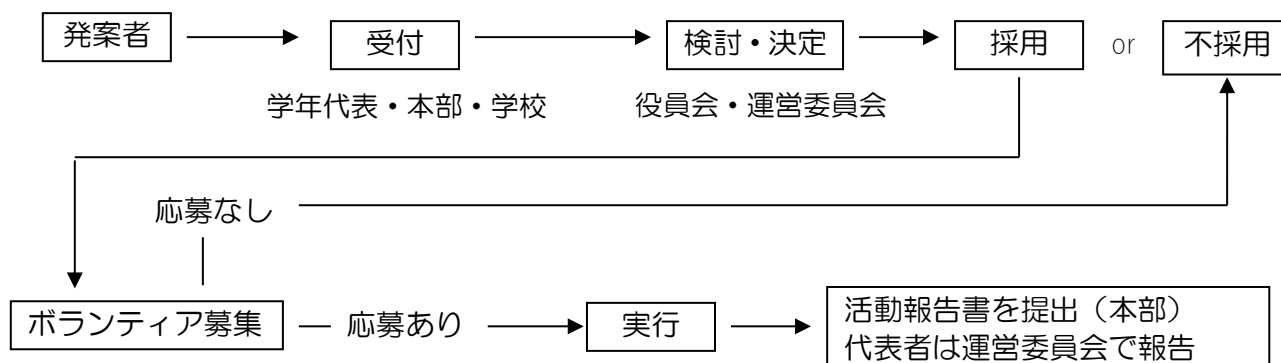 発案者
受付
検討・決定
採用
or
不採用
学年代表・本部・学校
役員会・運営委員会
応募なし
ボランティア募集
応募あり
実行
活動報告書を提出（本部）
代表者は運営委員会で報告